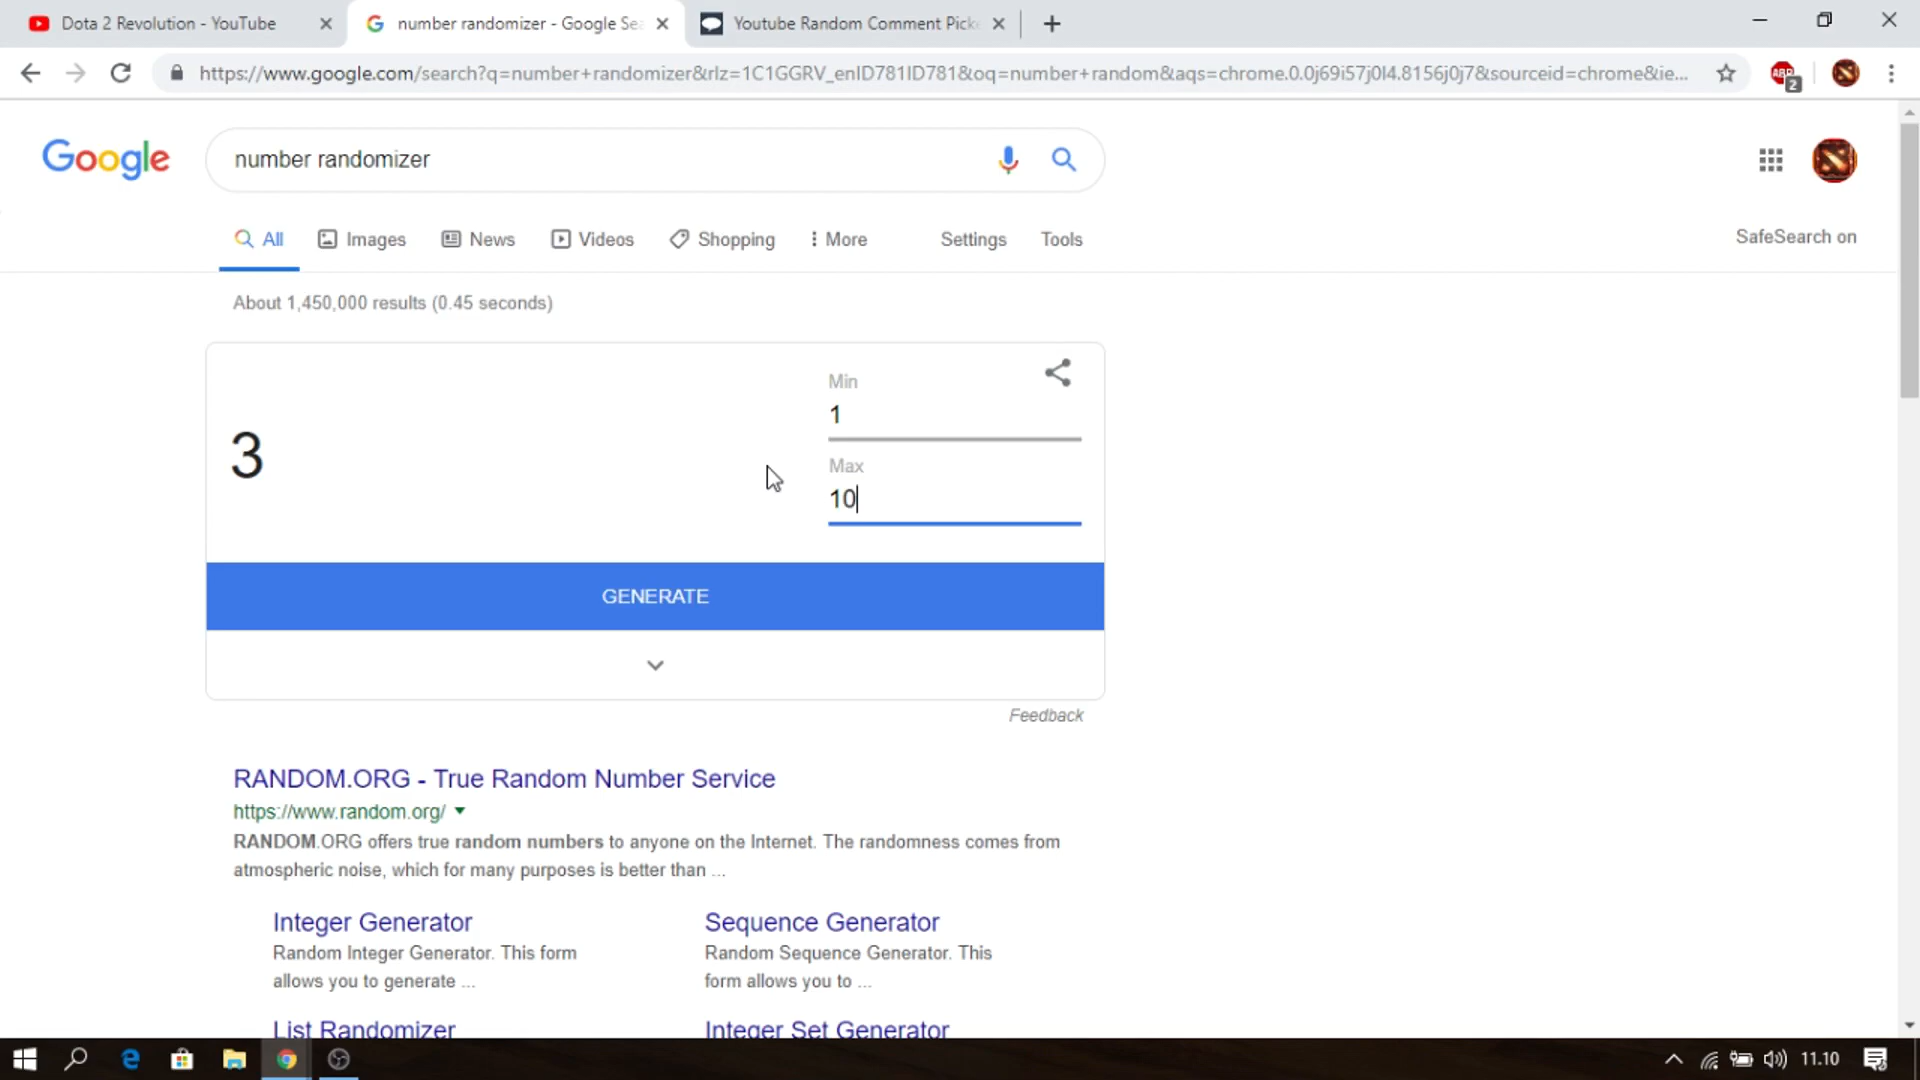 Dota 2 Revolution - YouTube
number randomizer - Google Sea
Youtube Random Comment Picke
https://www.google.com/search?q=number+randomizer&rlz=1C1GGRV_enID781ID781&oq=number+random&aqs=chrome.0.0j69i57j0l4.8156j0j7&sourceid=chrome&ie...
ABP
2
Google
number randomizer
All
Images
News
Videos
Shopping
More
Settings
Tools
SafeSearch on
About 1,450,000 results (0.45 seconds)
3
Min
1
Max
10
GENERATE
Feedback
RANDOM.ORG - True Random Number Service
https://www.random.org/
RANDOM.ORG offers true random numbers to anyone on the Internet. The randomness comes from
atmospheric noise, which for many purposes is better than ...
Integer Generator
Random Integer Generator. This form
allows you to generate ...
Sequence Generator
Random Sequence Generator. This
form allows you to ...
List Randomizer
Integer Set Generator
11.10